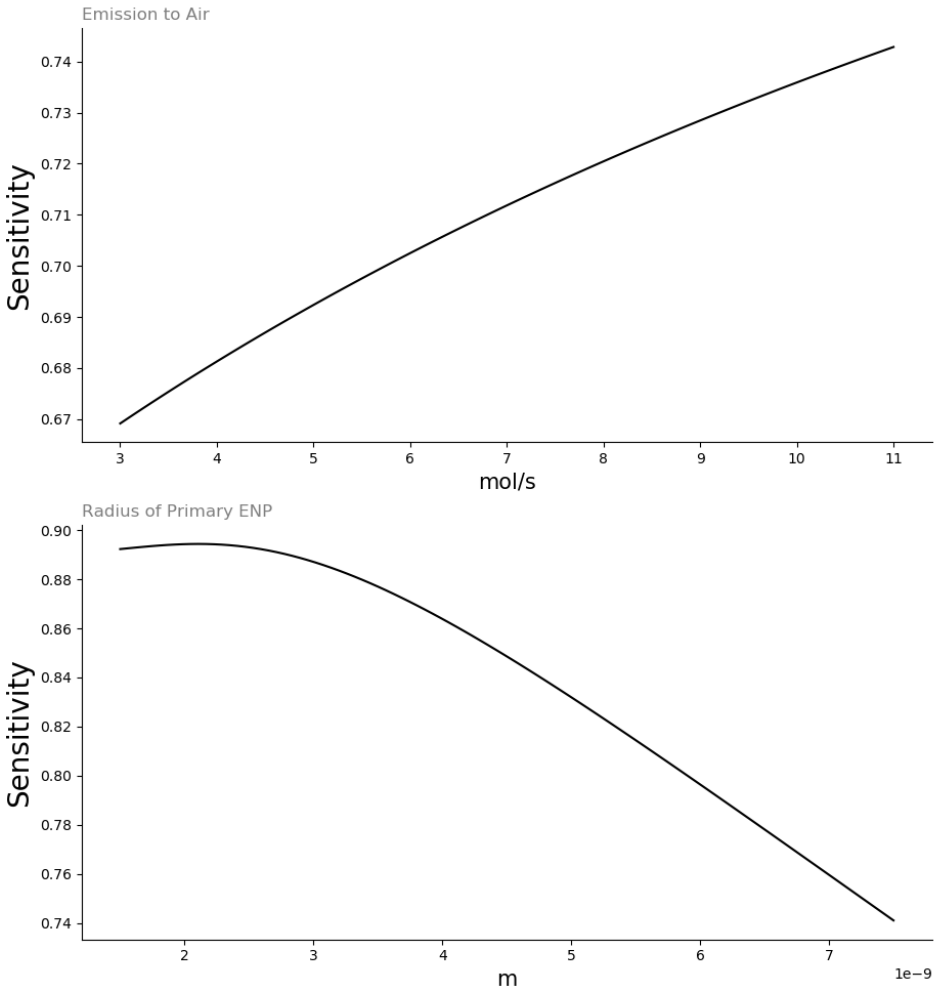 Emission to Air
Sensitivity
0.74
0.73
0.72
0.71
0.70
0.69
0.68
0.67
3 4 5 6 7 8 9 10 11
mol/s
Radius of Primary ENP
Sensitivity
0.90
0.88
0.86
0.84
0.82
0.80
0.78
0.76
0.74
2 3 4 5 6 7
1e−9
m